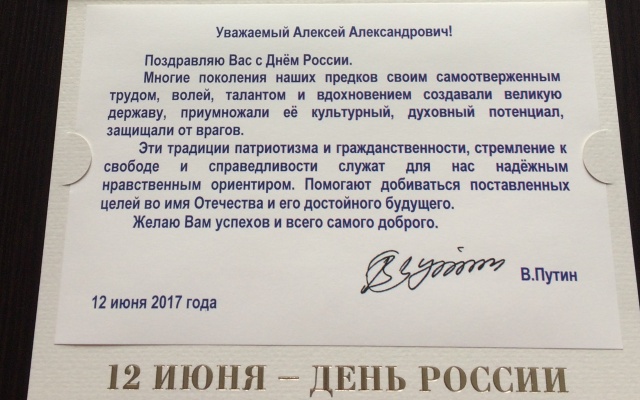 Уважаемый Алексей Александрович!
Поздравляю Вас с Днём России.
Многие поколения наших предков своим самоотверженным
трудом, волей, талантом и вдохновением создавали великую
державу, приумножали её культурный, духовный потенциал,
защищали от врагов.
Эти традиции патриотизма и гражданственности, стремление к
свободе и справедливости служат для нас надёжным
нравственным ориентиром. Помогают добиваться поставленных
целей во имя Отечества и его достойного будущего.
Желаю Вам успехов и всего самого доброго.
В.Путин
12 июня 2017 года
12 ИЮНЯ – ДЕНЬ РОССИИ